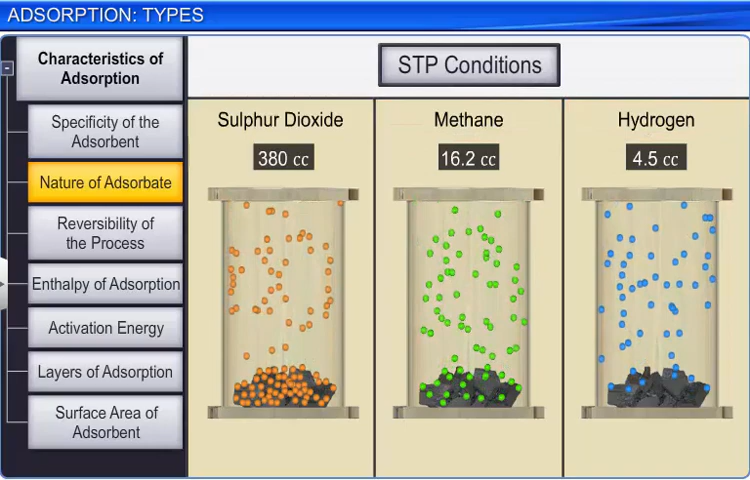 ADSORPTION: TYPES
Characteristics of
Adsorption
Specificity of the
Adsorbent
Nature of Adsorbate
Reversibility of
the Process
Enthalpy of Adsorption
Activation Energy
Layers of Adsorption
Surface Area of
Adsorbent
STP Conditions
Sulphur Dioxide
380 cc
Methane
16.2 cc
Hydrogen
4.5 cc